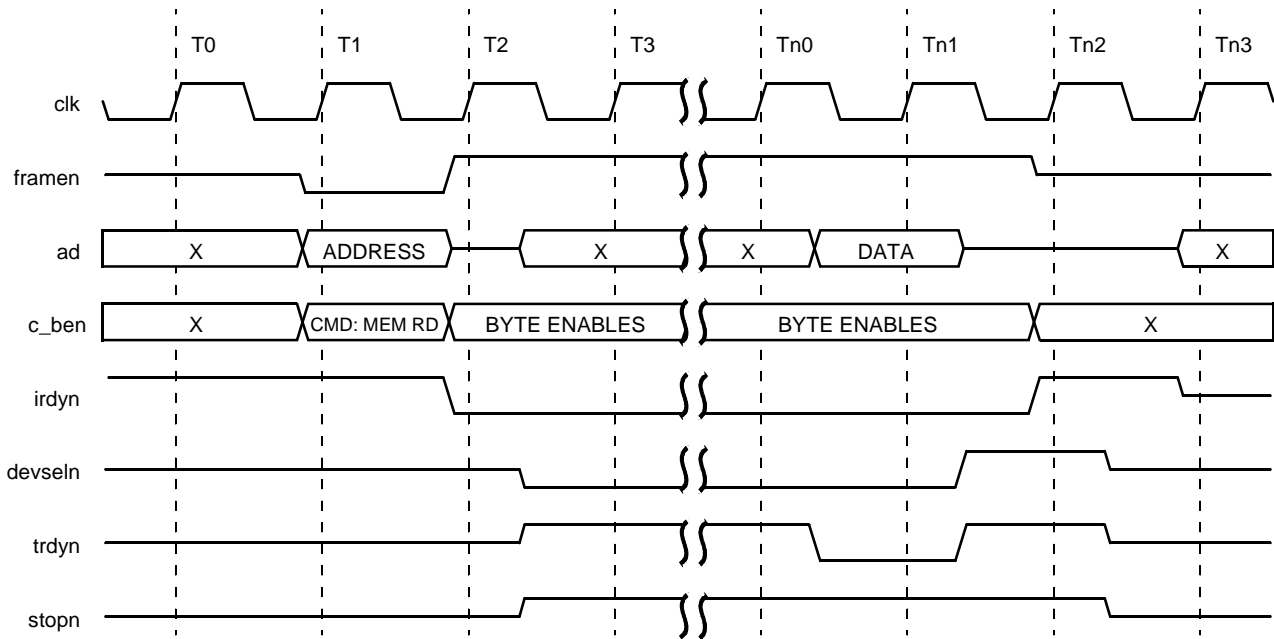 T0 T1 T2 T3 Tn0 Tn1 Tn2 Tn3
clk
framen
ad X ADDRESS X X DATA X
c_ben X CMD: MEM RD BYTE ENABLES BYTE ENABLES X
irdyn
devseln
trdyn
stopn